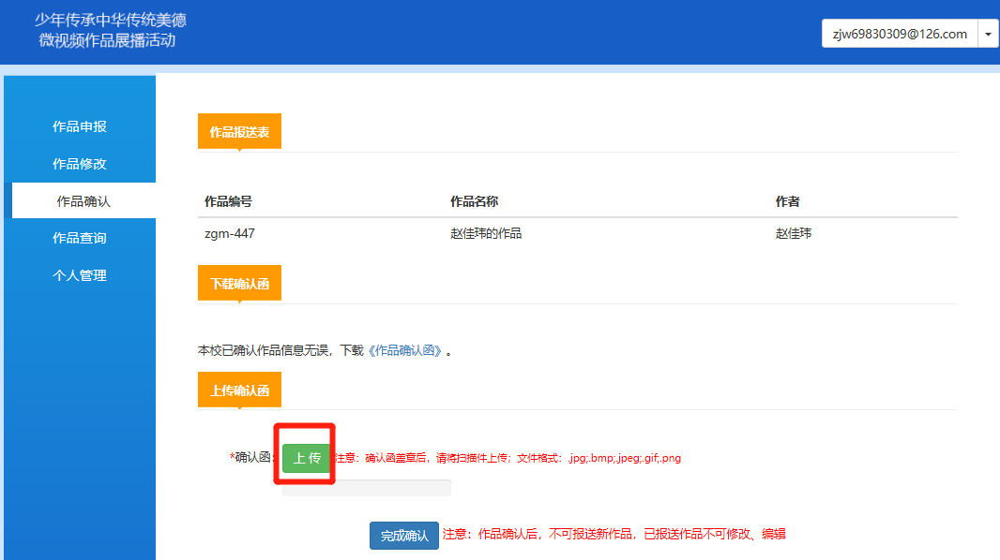 少年传承中华传统美德
微视频作品展播活动
zjw69830309@126.com
作品申报
作品修改
作品确认
作品查询
个人管理
作品报送表
作品编号 作品名称 作者
zgm-447 赵佳玮的作品 赵佳玮
下载确认函
本校已确认作品信息无误，下载《作品确认函》。
上传确认函
*确认函: 上 传 注意：确认函盖章后，请将扫描件上传；文件格式：.jpg;.bmp;.jpeg;.gif;.png
完成确认 注意：作品确认后，不可报送新作品，已报送作品不可修改、编辑